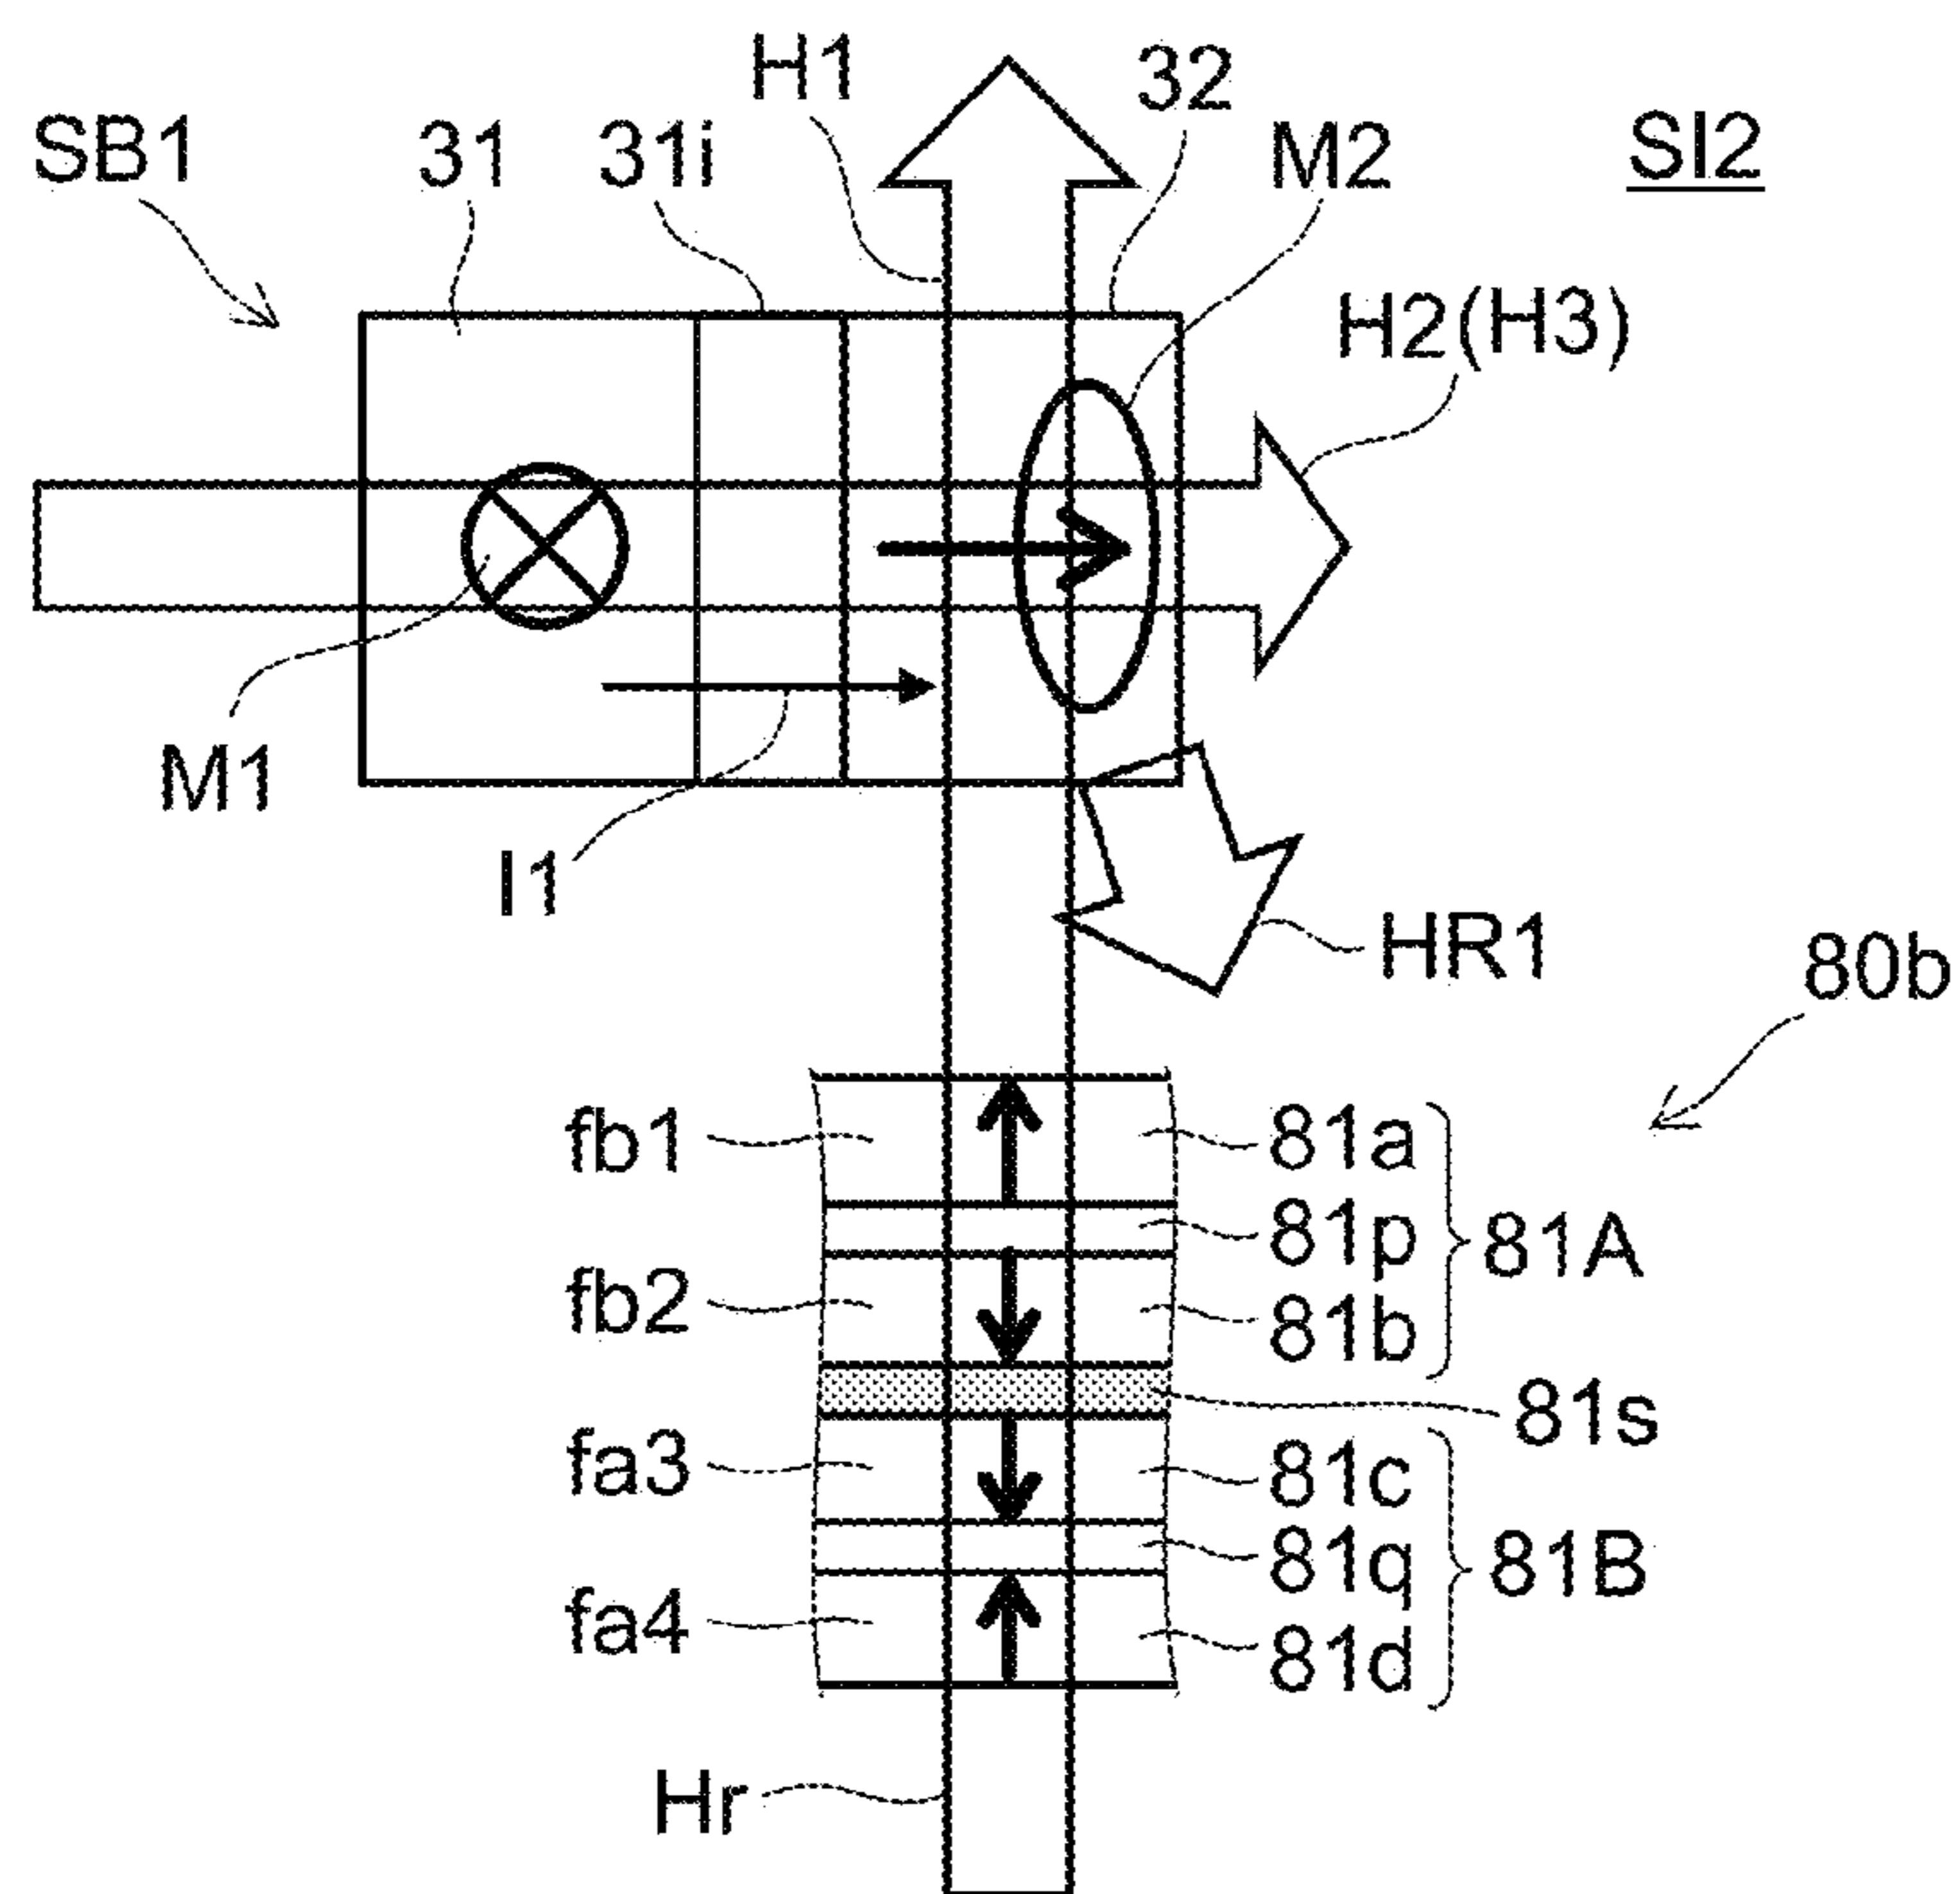 H1
32
SB1
31
31i
M2
SI2
H2(H3)
M1
I1
HR1
80b
fb1
81a
81p
81A
fb2
81b
81s
fa3
81c
81q
81B
fa4
81d
Hr